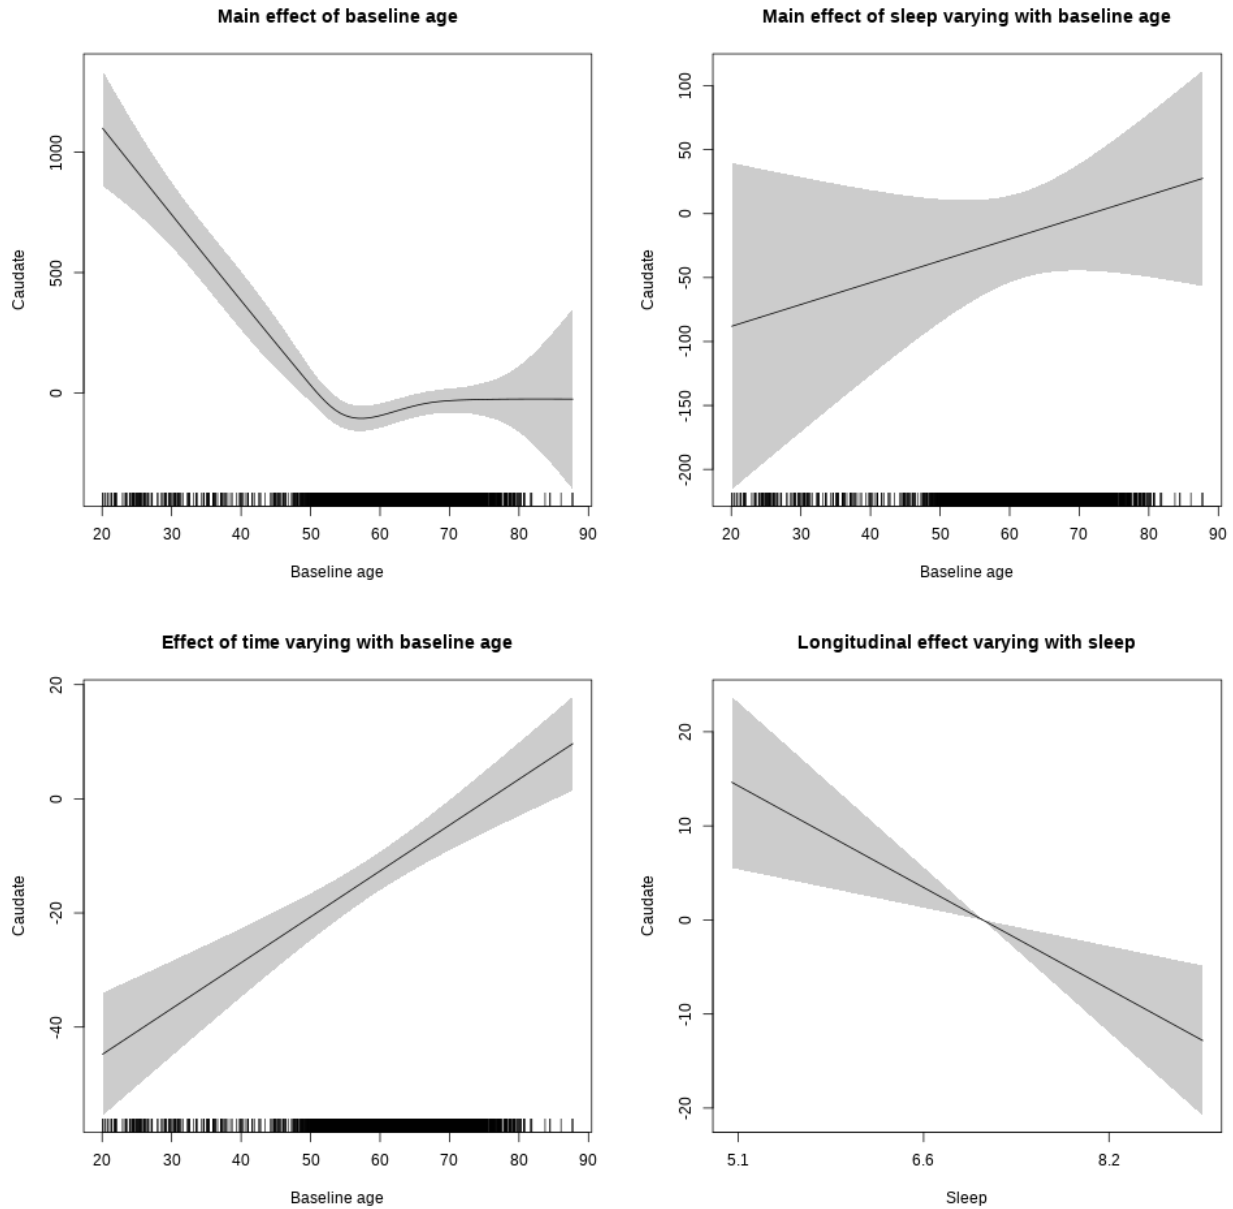 Main effect of baseline age
Caudate
1000
500
0
20 30 40 50 60 70 80 90
Baseline age
Main effect of sleep varying with baseline age
Caudate
100
50
0
-50
-100
-150
-200
20 30 40 50 60 70 80 90
Baseline age
Effect of time varying with baseline age
Caudate
20
0
-20
-40
20 30 40 50 60 70 80 90
Baseline age
Longitudinal effect varying with sleep
Caudate
20
10
0
-10
-20
5.1 6.6 8.2
Sleep